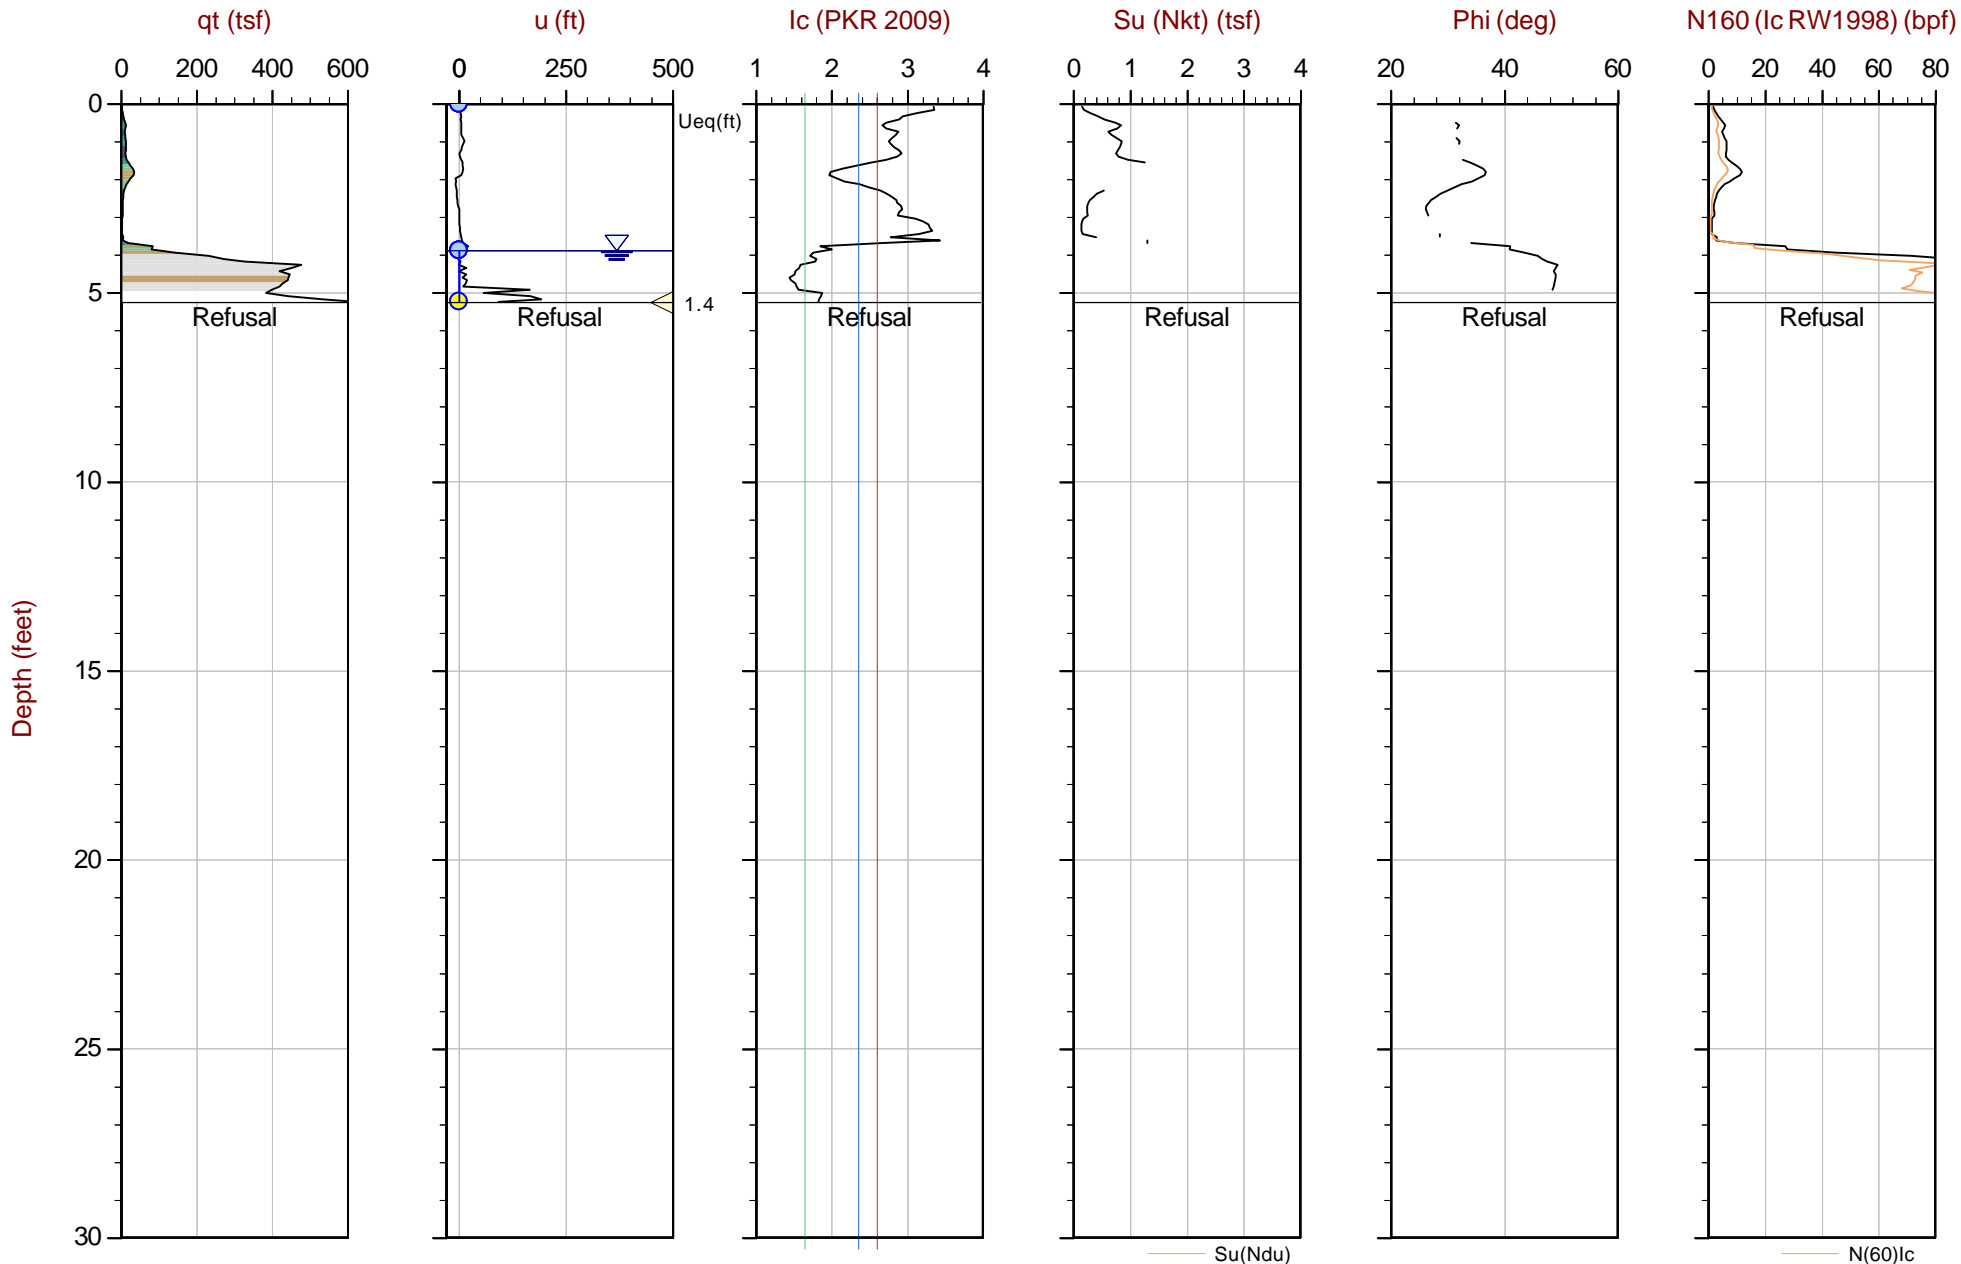 qt (tsf) u (ft) Ic (PKR 2009) Su (Nkt) (tsf) Phi (deg) N160 (Ic RW1998) (bpf)
0 200 400 600 0 250 500 1 2 3 4 0 1 2 3 4 20 40 60 0 20 40 60 80
0
Ueq(ft)
5
1.4
Refusal Refusal Refusal Refusal Refusal Refusal
10
15
Depth (feet)
20
25
30
Su(Ndu) N(60)Ic